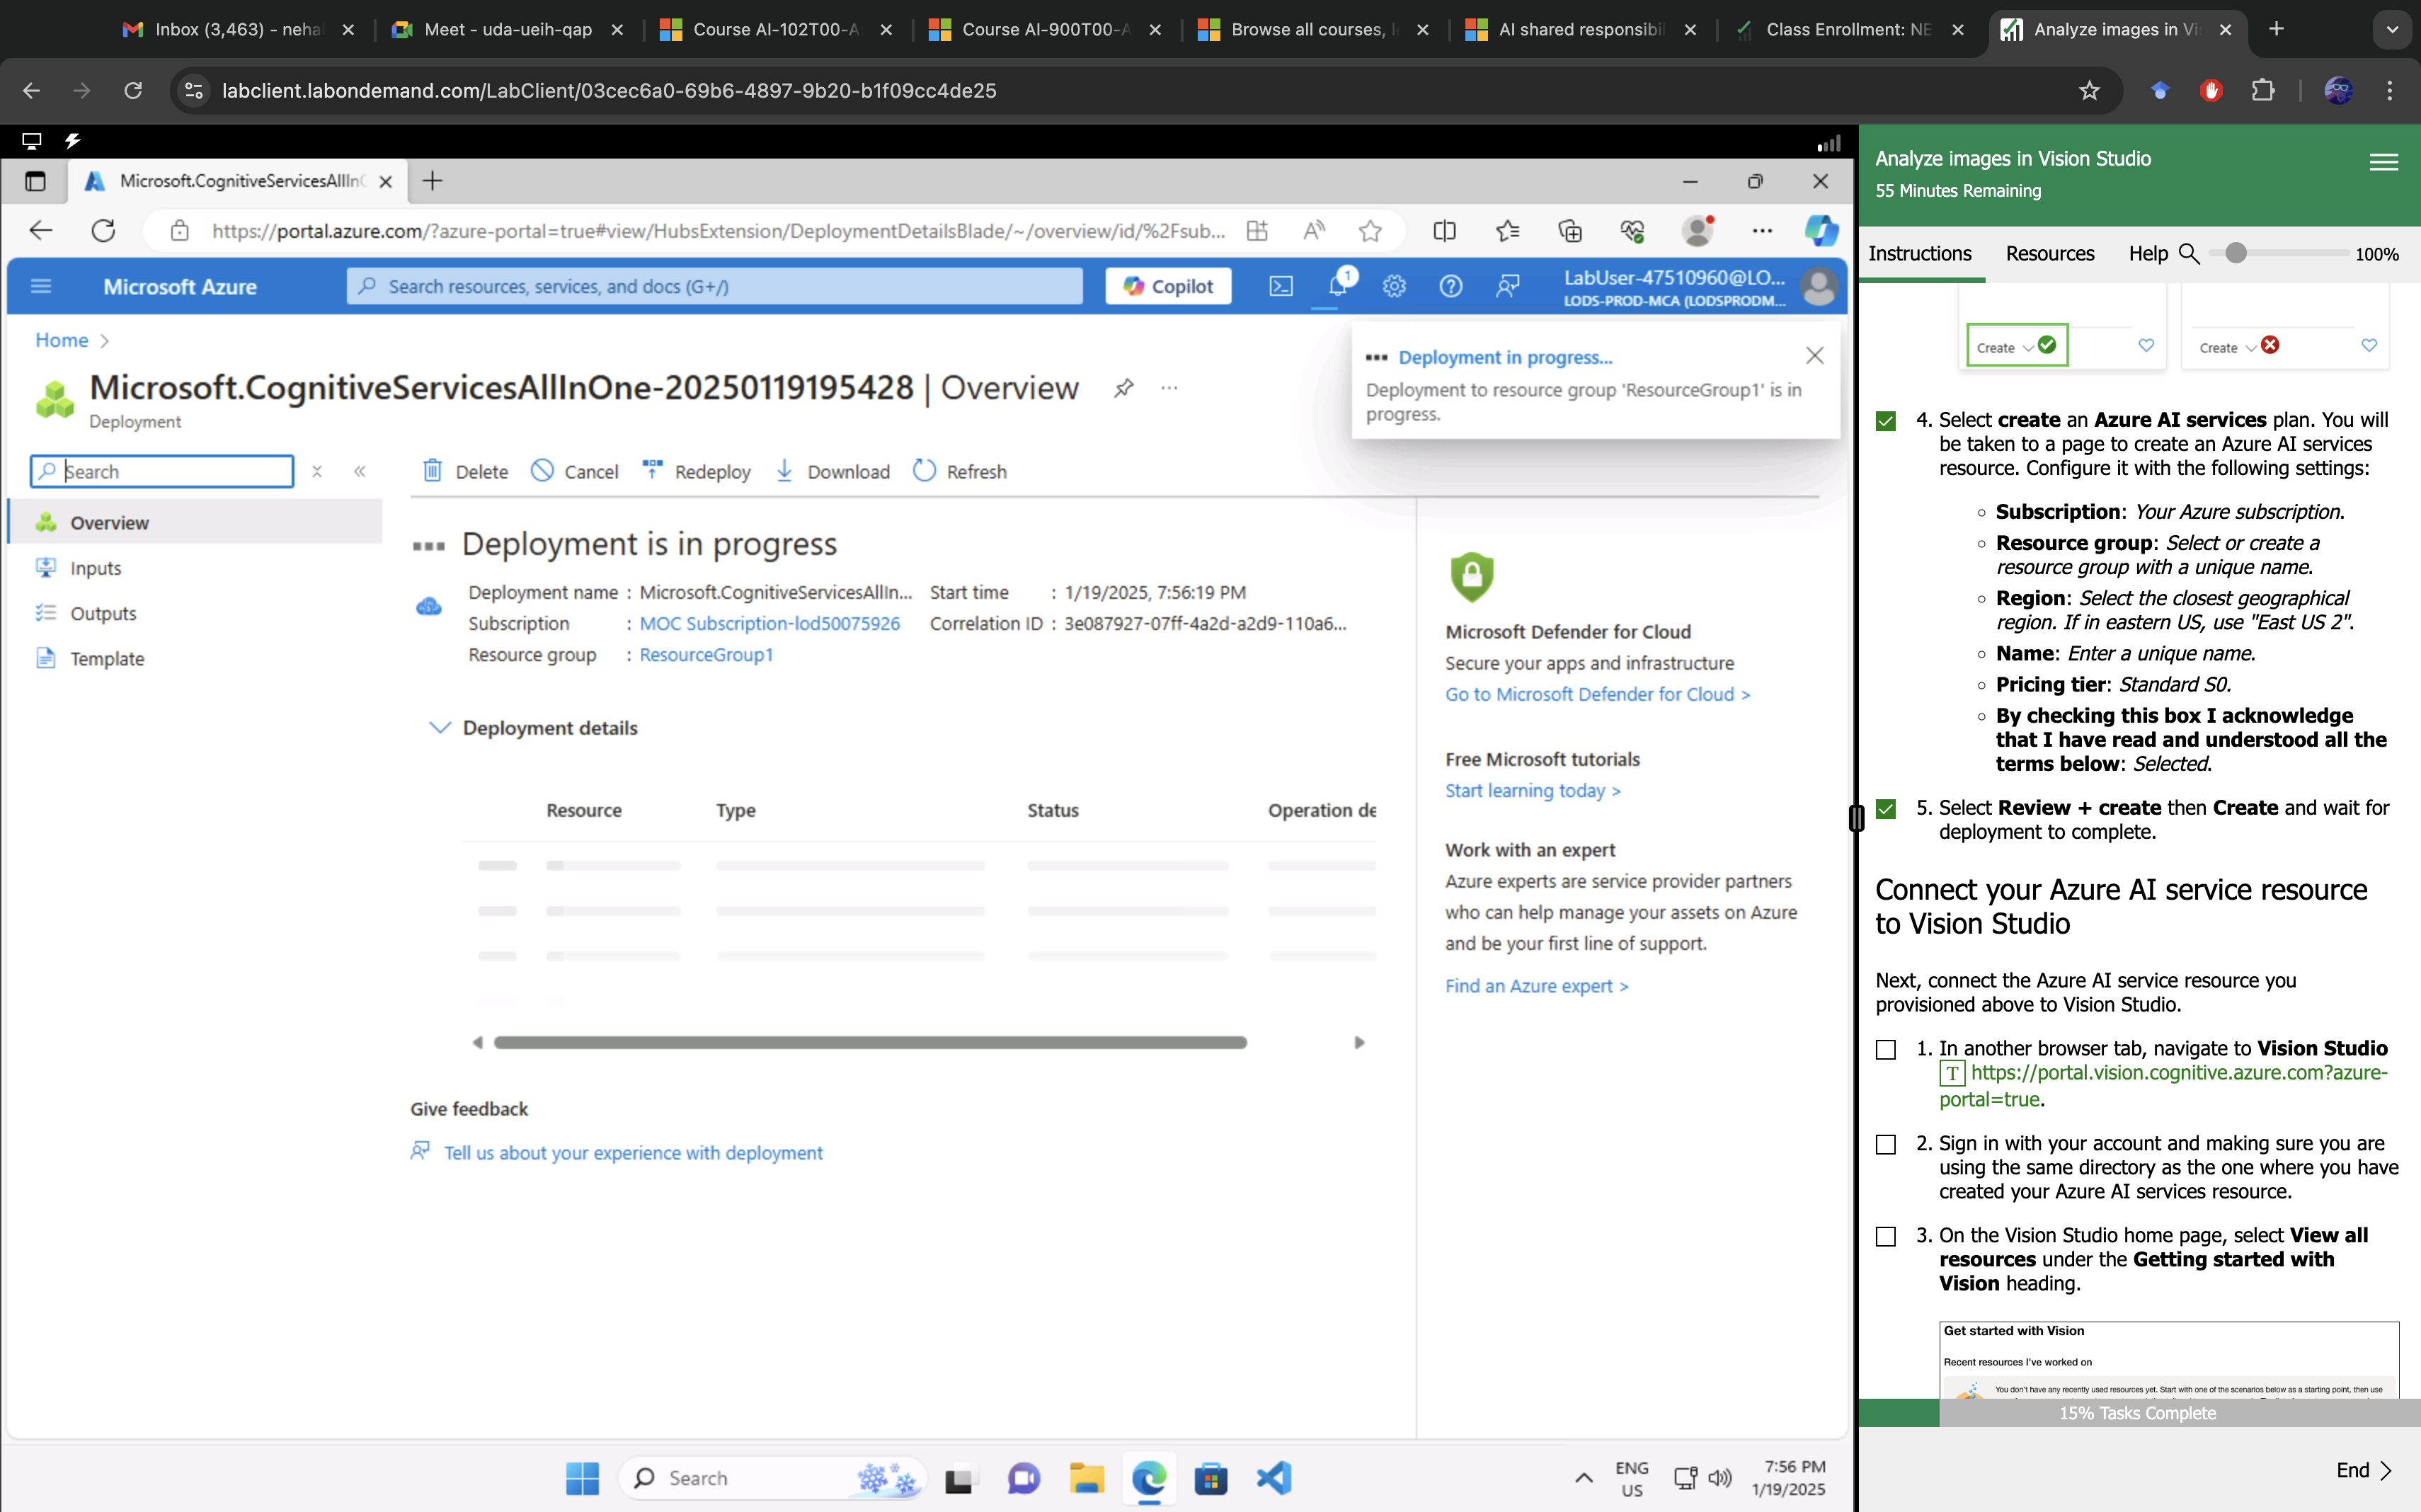 Inbox (3,463) - neha
Meet - uda-ueih-qap
Course AI-102T00-A
Course AI-900T00-A
Browse all courses, l
AI shared responsibil
Class Enrollment: NE
Analyze images in Vi
labclient.labondemand.com/LabClient/03cec6a0-69b6-4897-9b20-b1f09cc4de25
Microsoft.CognitiveServicesAllInO
https://portal.azure.com/?azure-portal=true#view/HubsExtension/DeploymentDetailsBlade/~/overview/id/%2Fsub...
Microsoft Azure
Search resources, services, and docs (G+/)
Copilot
1
LabUser-47510960@LO...
LODS-PROD-MCA (LODSPRODM...
Home >
Deployment in progress...
Deployment to resource group 'ResourceGroup1' is in
progress.
Microsoft.CognitiveServicesAllInOne-20250119195428 | Overview
Deployment
Search
Delete
Cancel
Redeploy
Download
Refresh
Overview
Inputs
Outputs
Template
Deployment is in progress
Deployment name : Microsoft.CognitiveServicesAllIn...
Subscription : MOC Subscription-lod50075926
Resource group : ResourceGroup1
Start time : 1/19/2025, 7:56:19 PM
Correlation ID : 3e087927-07ff-4a2d-a2d9-110a6...
Deployment details
Resource Type Status Operation de
Give feedback
Tell us about your experience with deployment
Microsoft Defender for Cloud
Secure your apps and infrastructure
Go to Microsoft Defender for Cloud >
Free Microsoft tutorials
Start learning today >
Work with an expert
Azure experts are service provider partners
who can help manage your assets on Azure
and be your first line of support.
Find an Azure expert >
Search
ENG
US
7:56 PM
1/19/2025
Analyze images in Vision Studio
55 Minutes Remaining
Instructions
Resources
Help
100%
Create
Create
4. Select create an Azure AI services plan. You will
be taken to a page to create an Azure AI services
resource. Configure it with the following settings:
Subscription: Your Azure subscription.
Resource group: Select or create a
resource group with a unique name.
Region: Select the closest geographical
region. If in eastern US, use "East US 2".
Name: Enter a unique name.
Pricing tier: Standard S0.
By checking this box I acknowledge
that I have read and understood all the
terms below: Selected.
5. Select Review + create then Create and wait for
deployment to complete.
Connect your Azure AI service resource
to Vision Studio
Next, connect the Azure AI service resource you
provisioned above to Vision Studio.
1. In another browser tab, navigate to Vision Studio
T https://portal.vision.cognitive.azure.com?azure-
portal=true.
2. Sign in with your account and making sure you are
using the same directory as the one where you have
created your Azure AI services resource.
3. On the Vision Studio home page, select View all
resources under the Getting started with
Vision heading.
Get started with Vision
Recent resources I've worked on
You don't have any recently used resources yet. Start with one of the scenarios below as a starting point, then use
15% Tasks Complete
End >